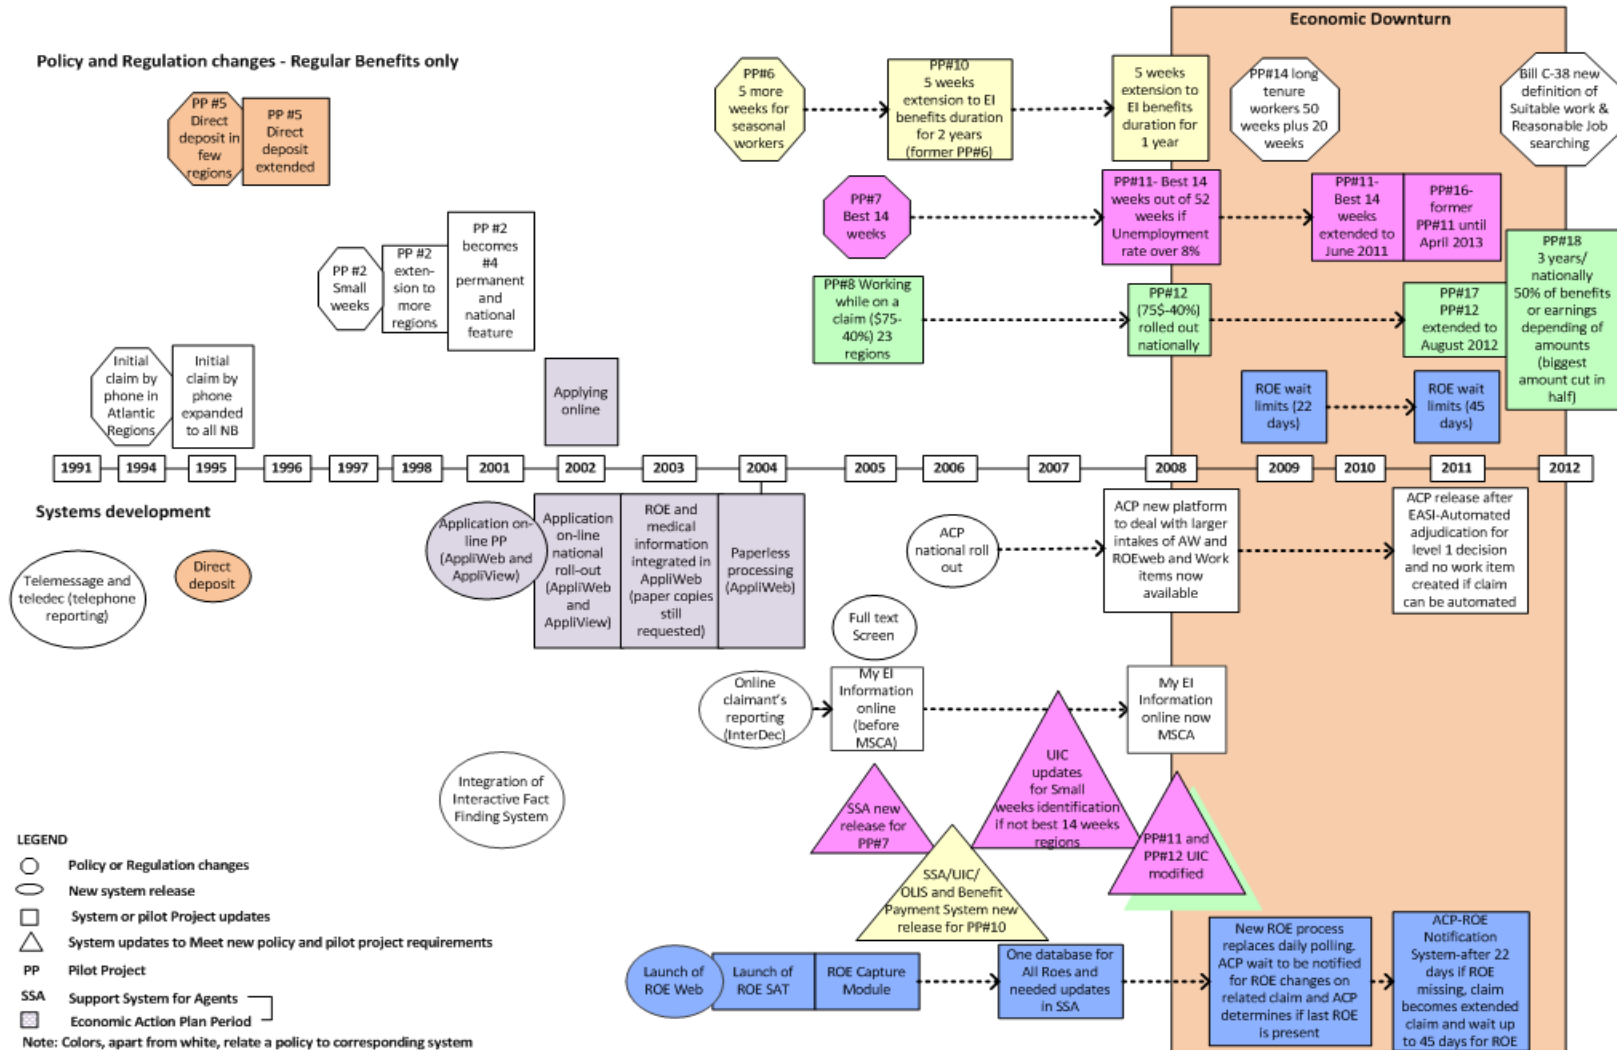 Economic Downturn
Policy and Regulation changes - Regular Benefits only
PP #5
Direct
deposit in
few
regions
PP #5
Direct
deposit
extended
PP#6
5 more
weeks for
seasonal
workers
PP#10
5 weeks
extension to EI
benefits duration
for 2 years
(former PP#6)
5 weeks
extension to
EI benefits
duration for
1 year
PP#14 long
tenure
workers 50
weeks plus 20
weeks
Bill C-38 new
definition of
Suitable work &
Reasonable Job
searching
PP#7
Best 14
weeks
PP#11- Best 14
weeks out of 52
weeks if
Unemployment
rate over 8%
PP#11-
Best 14
weeks
extended to
June 2011
PP#16-
former
PP#11 until
April 2013
PP #2
Small
weeks
PP #2
exten-
sion to
more
regions
PP #2
becomes
#4
permanent
and
national
feature
PP#8 Working
while on a
claim ($75-
40%) 23
regions
PP#12
(75$-40%)
rolled out
nationally
PP#17
PP#12
extended to
August 2012
PP#18
3 years/
nationally
50% of benefits
or earnings
depending of
amounts
(biggest
amount cut in
half)
Initial
claim by
phone in
Atlantic
Regions
Initial
claim by
phone
expanded
to all NB
Applying
online
ROE wait
limits (22
days)
ROE wait
limits (45
days)
1991
1994
1995
1996
1997
1998
2001
2002
2003
2004
2005
2006
2007
2008
2009
2010
2011
2012
Systems development
Telemessage and
teledec (telephone
reporting)
Direct
deposit
Application on-
line PP
(AppliWeb and
AppliView)
Application
on-line
national
roll-out
(AppliWeb
and
AppliView)
ROE and
medical
information
integrated in
AppliWeb
(paper copies
still
requested)
Paperless
processing
(AppliWeb)
ACP
national roll
out
ACP new platform
to deal with larger
intakes of AW and
ROEweb and Work
items now
available
ACP release after
EASI-Automated
adjudication for
level 1 decision
and no work item
created if claim
can be automated
Full text
Screen
Online
claimant's
reporting
(InterDec)
My EI
Information
online
(before
MSCA)
My EI
Information
online now
MSCA
Integration of
Interactive Fact
Finding System
SSA new
release for
PP#7
UIC
updates
for Small
weeks identification
if not best 14 weeks
regions
PP#11 and
PP#12 UIC
modified
SSA/UIC/
OLIS and Benefit
Payment System new
release for PP#10
Launch of
ROE Web
Launch of
ROE SAT
ROE Capture
Module
One database for
All Roes and
needed updates
in SSA
New ROE process
replaces daily polling.
ACP wait to be notified
for ROE changes on
related claim and ACP
determines if last ROE
is present
ACP-ROE
Notification
System-after 22
days if ROE
missing, claim
becomes extended
claim and wait up
to 45 days for ROE
LEGEND
Policy or Regulation changes
New system release
System or pilot Project updates
System updates to Meet new policy and pilot project requirements
PP Pilot Project
SSA Support System for Agents
Economic Action Plan Period
Note: Colors, apart from white, relate a policy to corresponding system